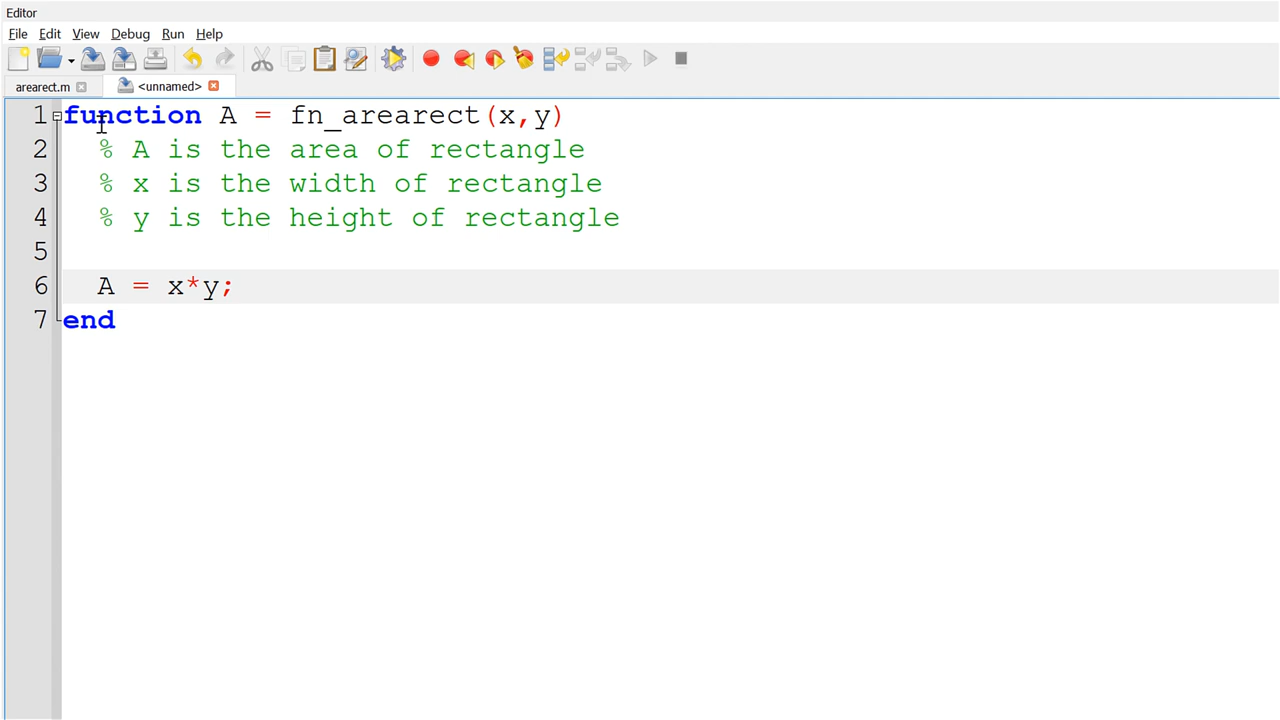 Editor
File Edit View Debug Run Help
arearect.m <unnamed>
1 function A = fn_arearect(x,y)
2 % A is the area of rectangle
3 % x is the width of rectangle
4 % y is the height of rectangle
5
6 A = x*y;
7 end